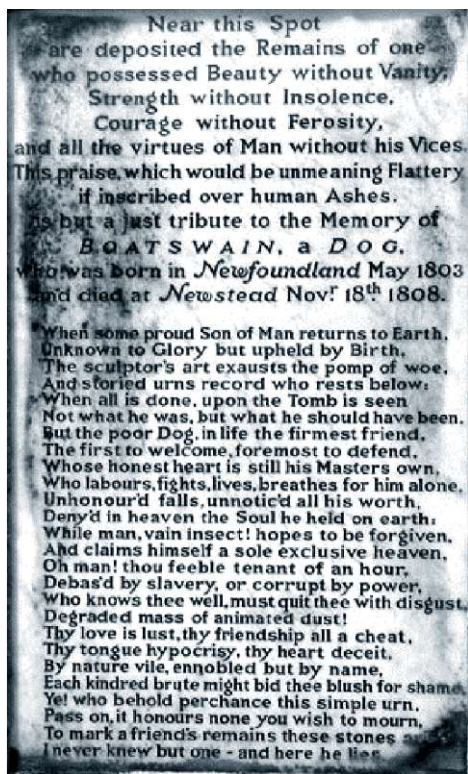 Near this Spot
are deposited the Remains of one
who possessed Beauty without Vanity,
Strength without Insolence,
Courage without Ferosity,
and all the virtues of Man without his Vices.
This praise, which would be unmeaning Flattery
if inscribed over human Ashes,
is but a just tribute to the Memory of
BOATSWAIN, a DOG,
who was born in Newfoundland May 1803
and died at Newstead Novr. 18th 1808.
When some proud Son of Man returns to Earth,
Unknown to Glory but upheld by Birth,
The sculptor's art exausts the pomp of woe,
And storied urns record who rests below:
When all is done, upon the Tomb is seen
Not what he was, but what he should have been.
But the poor Dog, in life the firmest friend,
The first to welcome, foremost to defend,
Whose honest heart is still his Masters own,
Who labours, fights, lives, breathes for him alone,
Unhonour'd falls, unnotic'd all his worth,
Deny'd in heaven the Soul he held on earth:
While man, vain insect! hopes to be forgiven,
And claims himself a sole exclusive heaven,
Oh man! thou feeble tenant of an hour,
Debas'd by slavery, or corrupt by power,
Who knows thee well, must quit thee with disgust,
Degraded mass of animated dust!
Thy love is lust, thy friendship all a cheat,
Thy tongue hypocrisy, thy heart deceit,
By nature vile, ennobled but by name,
Each kindred brute might bid thee blush for shame.
Ye! who behold perchance this simple urn,
Pass on, it honours none you wish to mourn,
To mark a friend's remains these stones
I never knew but one - and here he lies